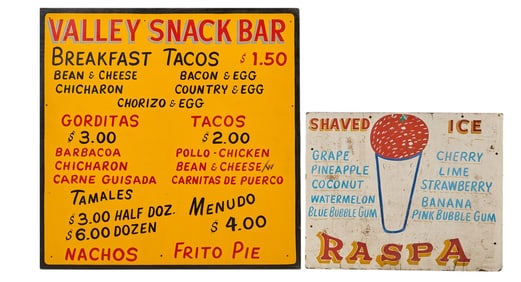 VALLEY SNACK BAR
BREAKFAST TACOS $1.50
BEAN & CHEESE BACON & EGG
CHICHARON COUNTRY & EGG
CHORIZO & EGG
GORDITAS TACOS
$3.00 $2.00
BARBACOA POLLO-CHICKEN
CHICHARON BEAN & CHEESE/
CARNE GUISADA CARNITAS DE PUERCO
TAMALES MENUDO
$3.00 HALF DOZ. $4.00
$6.00 DOZEN
NACHOS FRITO PIE
SHAVED ICE
GRAPE CHERRY
PINEAPPLE LIME
COCONUT STRAWBERRY
WATERMELON BANANA
BLUE BUBBLE GUM PINK BUBBLE GUM
RASPA